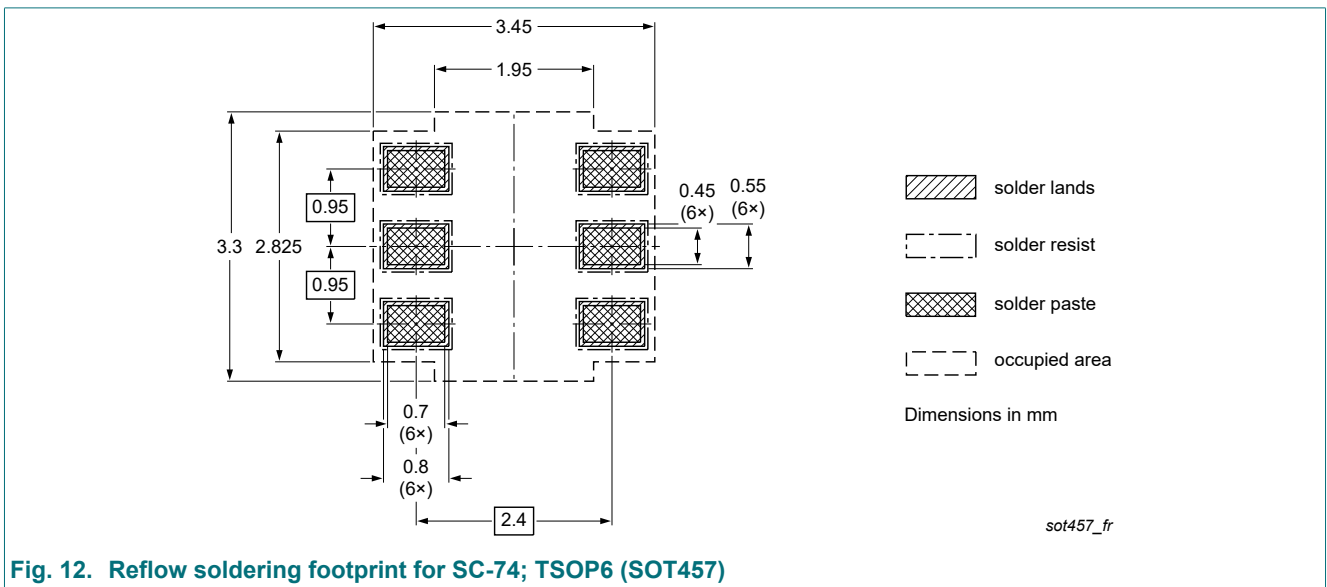 3.45
1.95
0.95
3.3 2.825
0.95
0.45
(6×)
0.55
(6×)
0.7
(6×)
0.8
(6×)
2.4
solder lands
solder resist
solder paste
occupied area
Dimensions in mm
sot457_fr
Fig. 12. Reflow soldering footprint for SC-74; TSOP6 (SOT457)